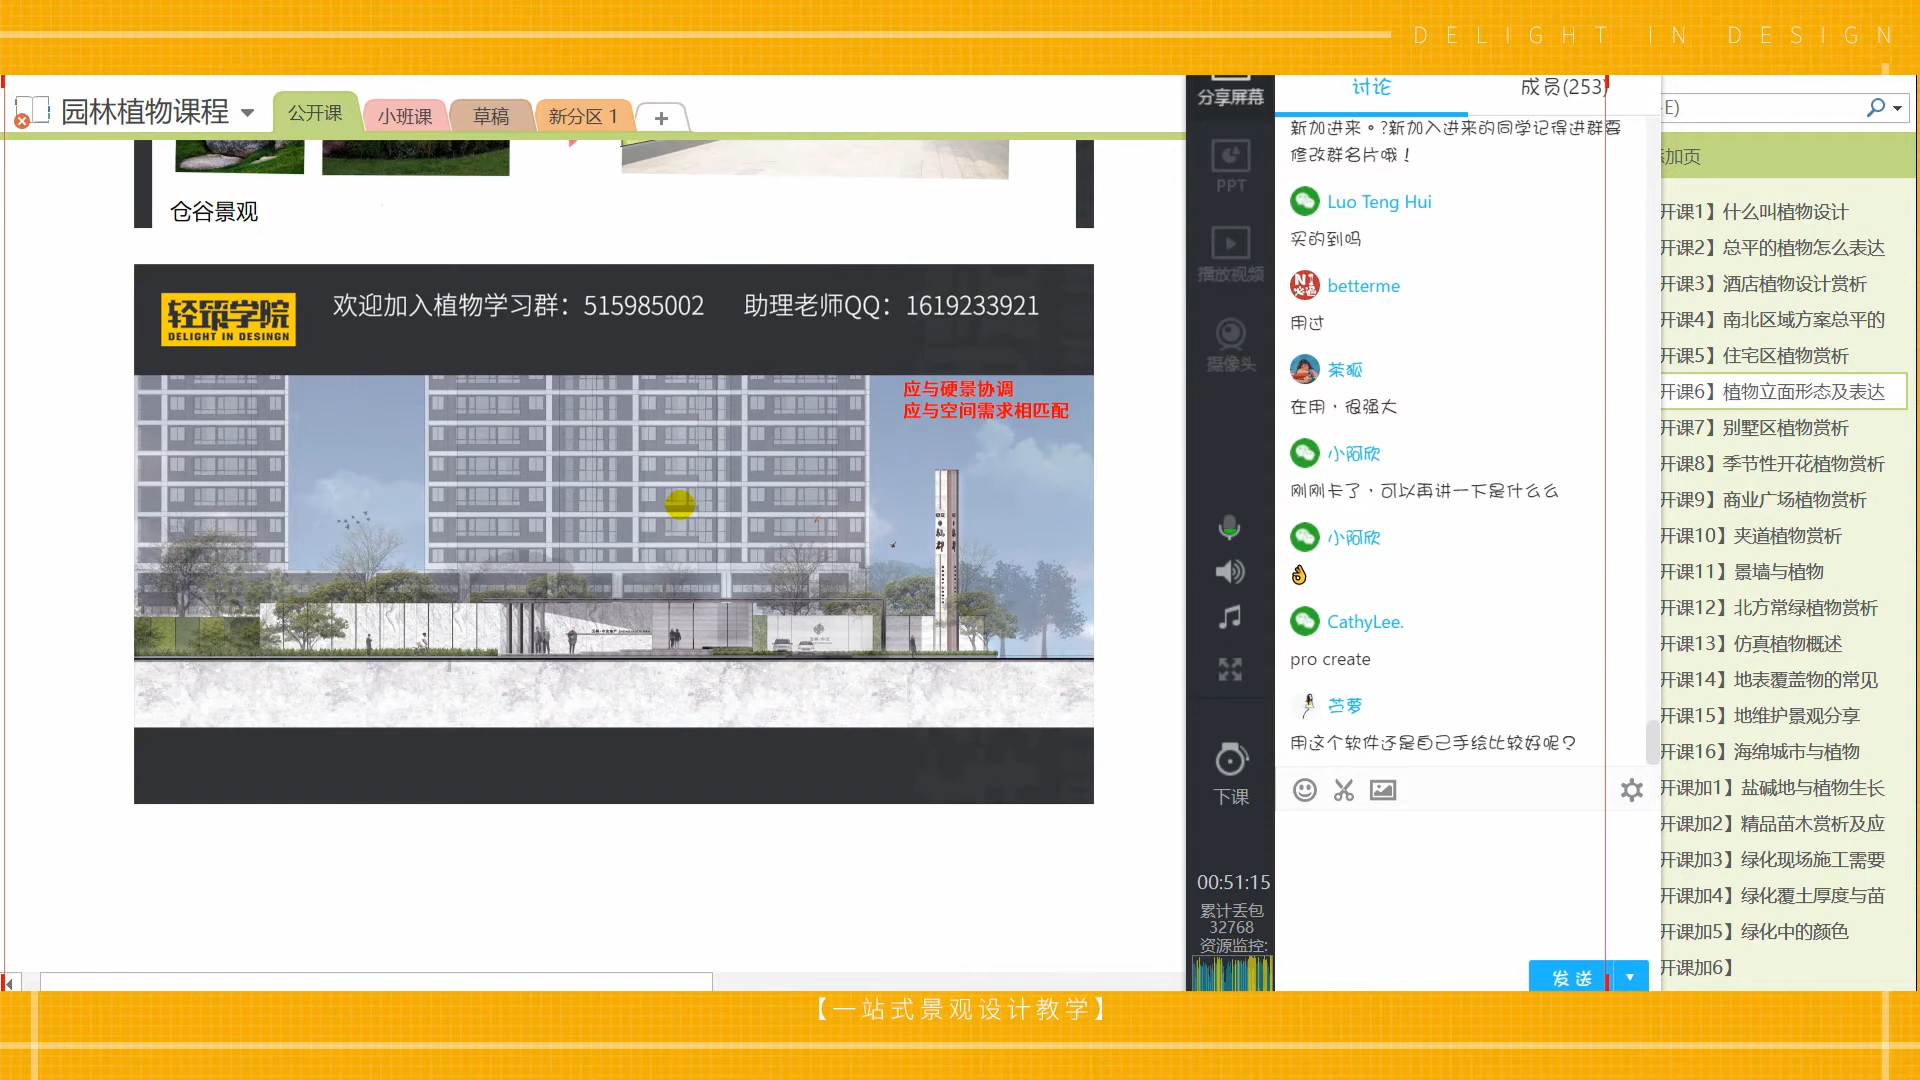 DELIGHT IN DESIGN
园林植物课程
公开课
小班课
草稿
新分区 1
仓谷景观
轻筑学院
DELIGHT IN DESINGN
欢迎加入植物学习群：515985002
助理老师QQ：1619233921
应与硬景协调
应与空间需求相匹配
分享屏幕
PPT
播放视频
摄像头
下课
00:51:15
累计丢包
32768
资源监控:
讨论
成员(253)
新加进来。?新加入进来的同学记得进群要
修改群名片哦！
Luo Teng Hui
买的到吗
betterme
用过
茶呱
在用，很强大
小阿欣
刚刚卡了，可以再讲一下是什么么
小阿欣
CathyLee.
pro create
芑萝
用这个软件还是自己手绘比较好呢？
发送
E)
加页
开课1】什么叫植物设计
开课2】总平的植物怎么表达
开课3】酒店植物设计赏析
开课4】南北区域方案总平的
开课5】住宅区植物赏析
开课6】植物立面形态及表达
开课7】别墅区植物赏析
开课8】季节性开花植物赏析
开课9】商业广场植物赏析
开课10】夹道植物赏析
开课11】景墙与植物
开课12】北方常绿植物赏析
开课13】仿真植物概述
开课14】地表覆盖物的常见
开课15】地维护景观分享
开课16】海绵城市与植物
开课加1】盐碱地与植物生长
开课加2】精品苗木赏析及应
开课加3】绿化现场施工需要
开课加4】绿化覆土厚度与苗
开课加5】绿化中的颜色
开课加6】
【一站式景观设计教学】